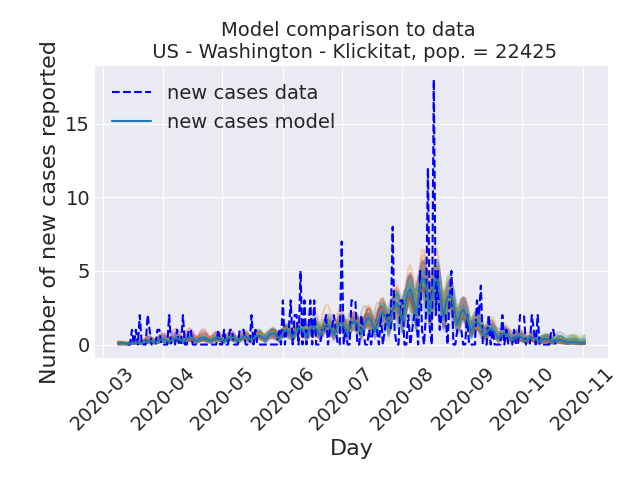 Model comparison to data
US - Washington - Klickitat, pop. = 22425
Number of new cases reported
new cases data
new cases model
15
10
5
0
2020-03
2020-04
2020-05
2020-06
2020-07
2020-08
2020-09
2020-10
2020-11
Day